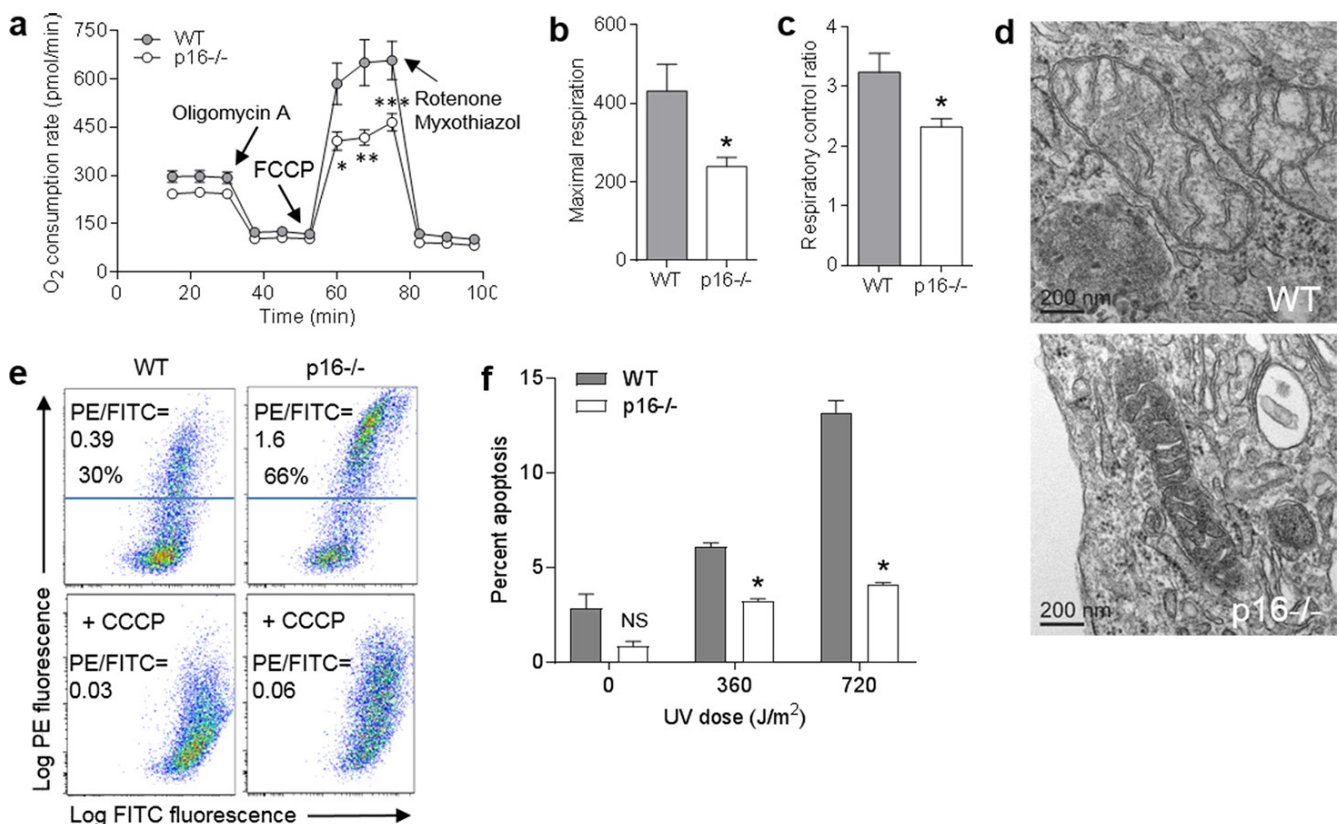 a
WT
p16-/-
O2 consumption rate (pmol/min)
750
600
450
300
150
0
Oligomycin A
FCCP
Rotenone
Myxothiazol
***
*
**
0
20
40
60
80
100
Time (min)
b
Maximal respiration
600
400
200
0
*
WT
p16-/-
c
Respiratory control ratio
4
3
2
1
0
*
WT
p16-/-
d
200 nm
WT
200 nm
p16-/-
e
WT
p16-/-
PE/FITC=
0.39
30%
PE/FITC=
1.6
66%
+ CCCP
PE/FITC=
0.03
+ CCCP
PE/FITC=
0.06
Log PE fluorescence
Log FITC fluorescence
f
WT
p16-/-
Percent apoptosis
15
10
5
0
NS
*
*
0
360
720
UV dose (J/m²)